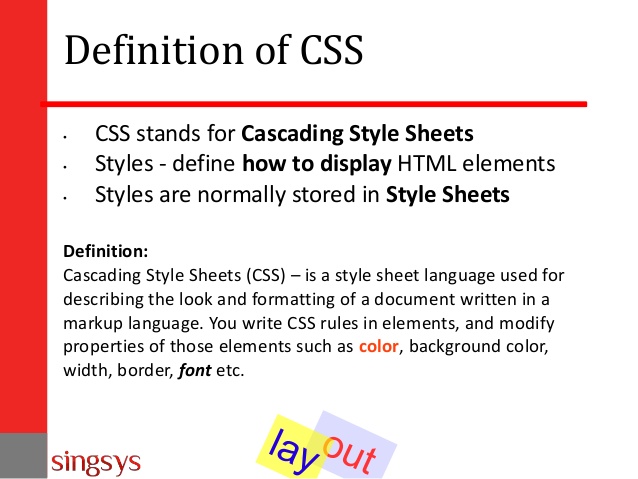 Definition of CSS
• CSS stands for Cascading Style Sheets
• Styles - define how to display HTML elements
• Styles are normally stored in Style Sheets
Definition:
Cascading Style Sheets (CSS) – is a style sheet language used for
describing the look and formatting of a document written in a
markup language. You write CSS rules in elements, and modify
properties of those elements such as color, background color,
width, border, font etc.
layout
singsys